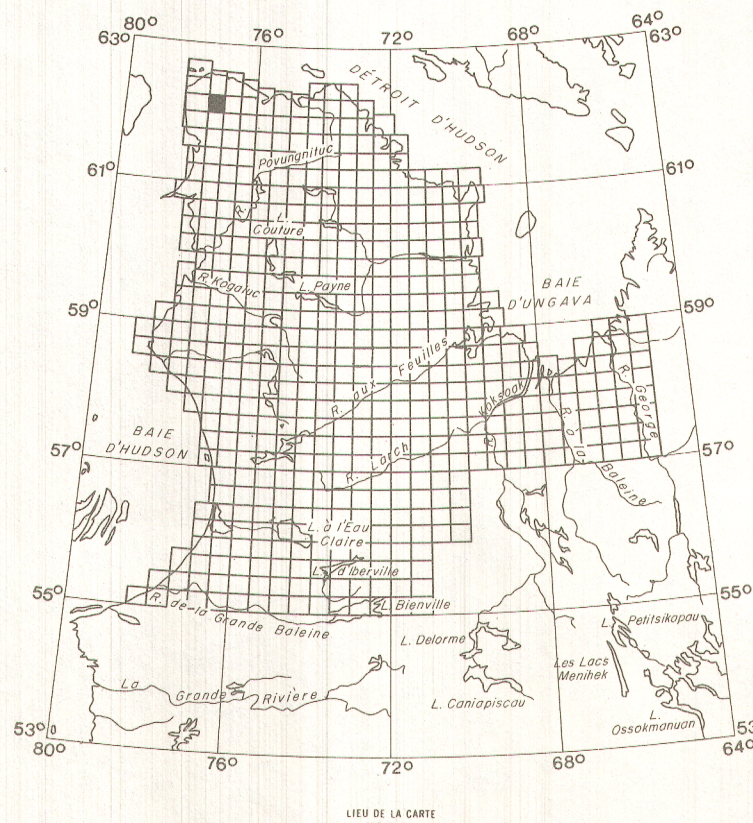 80°
76°
72°
68°
64°
63°
63°
DÉTROIT D'HUDSON
Povungnituc
R.
61°
61°
L.
Couture
R. Kogaluc
L. Payne
BAIE
D'UNGAVA
59°
59°
R. aux Feuilles
Koksoak
R.
R. à la
Baleine
R. George
BAIE
D'HUDSON
57°
57°
R. Larch
L. à l'Eau
Claire
L. d'Iberville
L. Bienville
55°
55°
R. de-la Grande Baleine
L. Delorme
L. Petitsikapau
Les Lacs
Menihek
L. Caniapiscau
L.
Ossokmanuan
La Grande Rivière
53°
53°
80°
76°
72°
68°
64°
LIEU DE LA CARTE